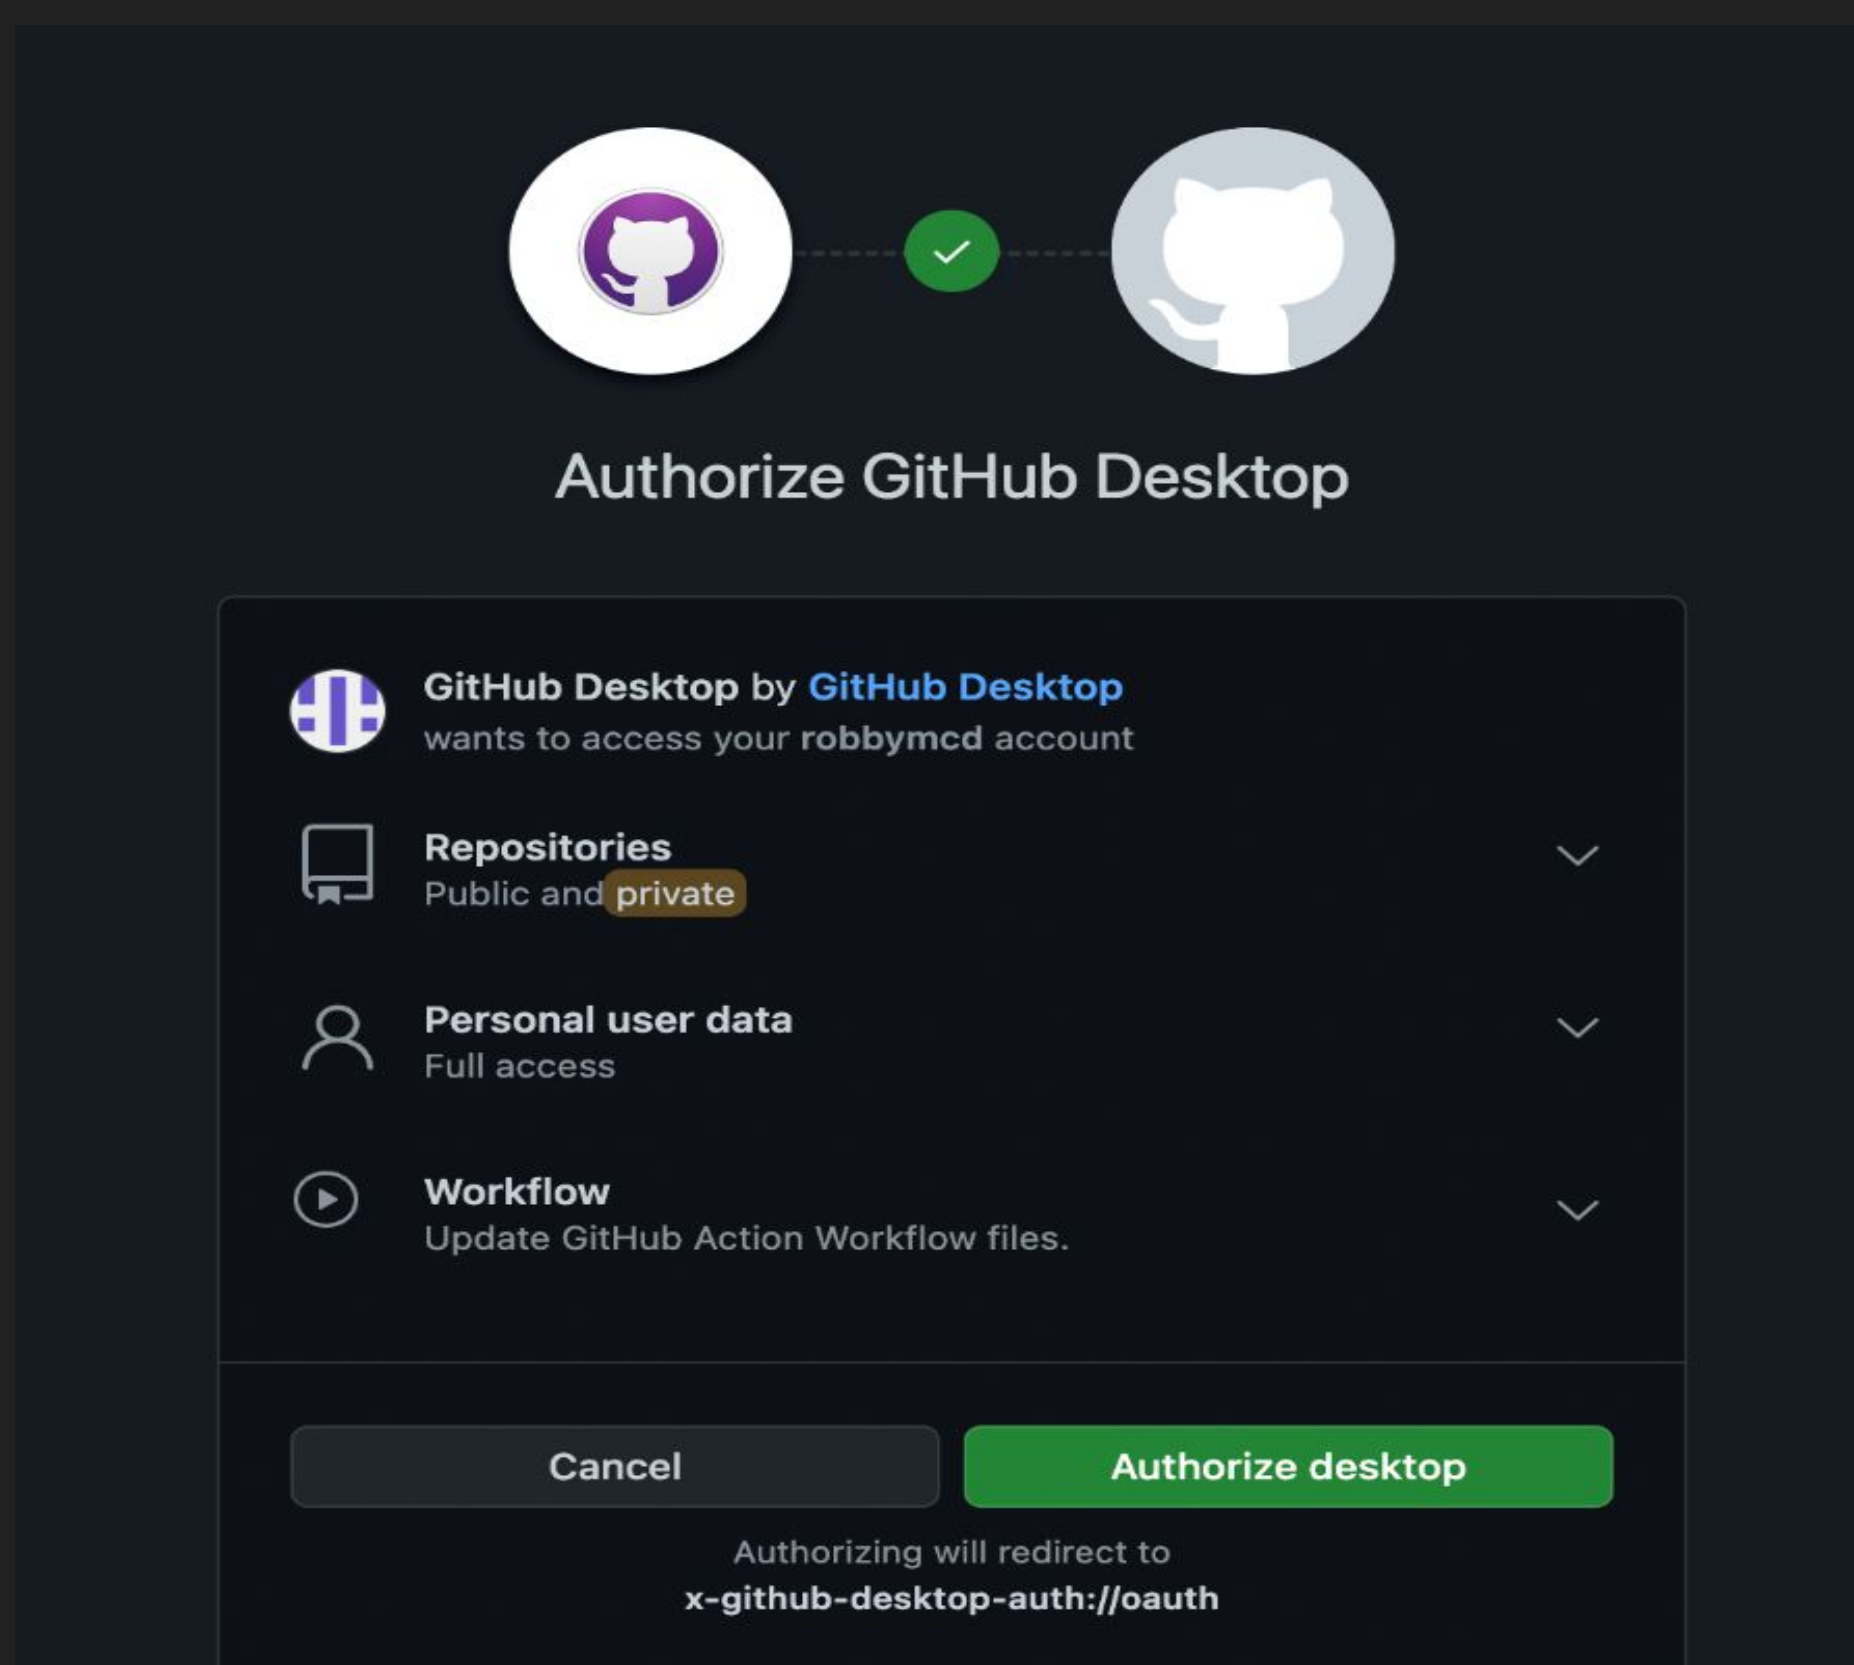 Authorize GitHub Desktop
GitHub Desktop by GitHub Desktop
wants to access your robbymcd account
Repositories
Public and private
Personal user data
Full access
Workflow
Update GitHub Action Workflow files.
Cancel
Authorize desktop
Authorizing will redirect to
x-github-desktop-auth://oauth